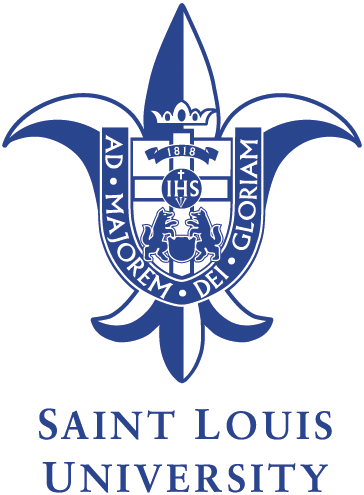 1818
IHS
AD • MAJOREM • DEI • GLORIAM
SAINT LOUIS
UNIVERSITY